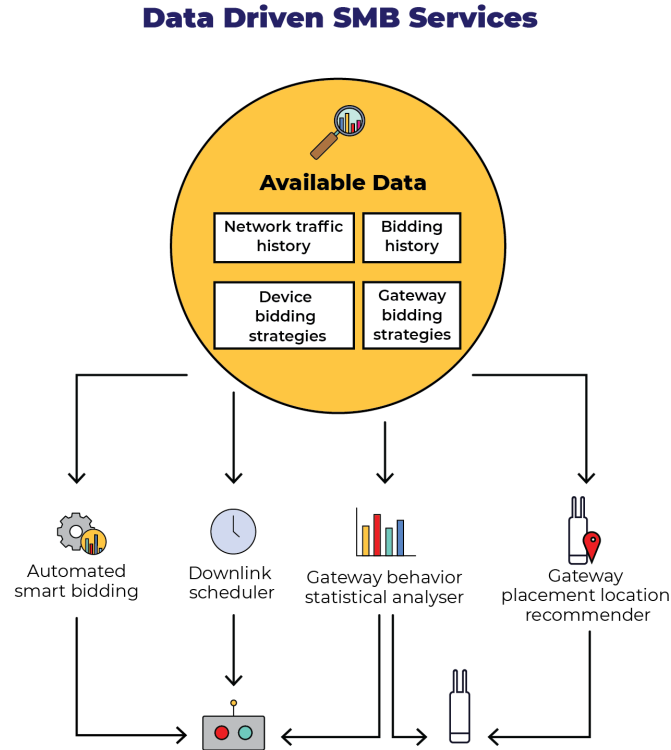 Data Driven SMB Services
Available Data
Network traffic
history
Bidding
history
Device
bidding
strategies
Gateway
bidding
strategies
Automated
smart bidding
Downlink
scheduler
Gateway behavior
statistical analyser
Gateway
placement location
recommender